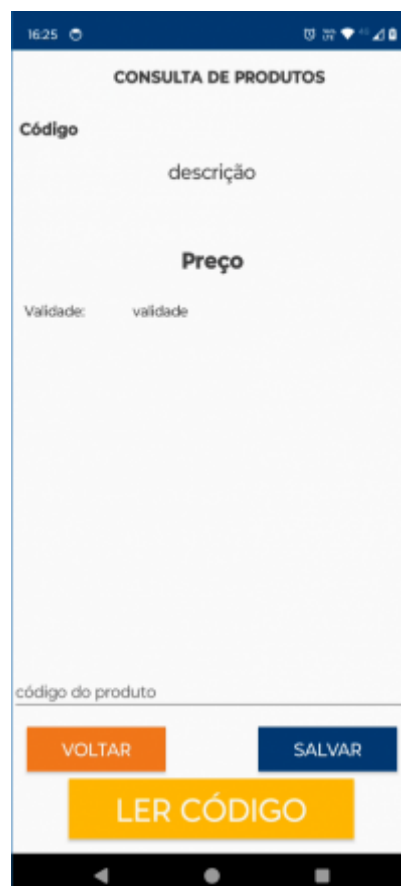 16:25
CONSULTA DE PRODUTOS
Código
descrição
Preço
Validade: validade
código do produto
VOLTAR SALVAR
LER CÓDIGO